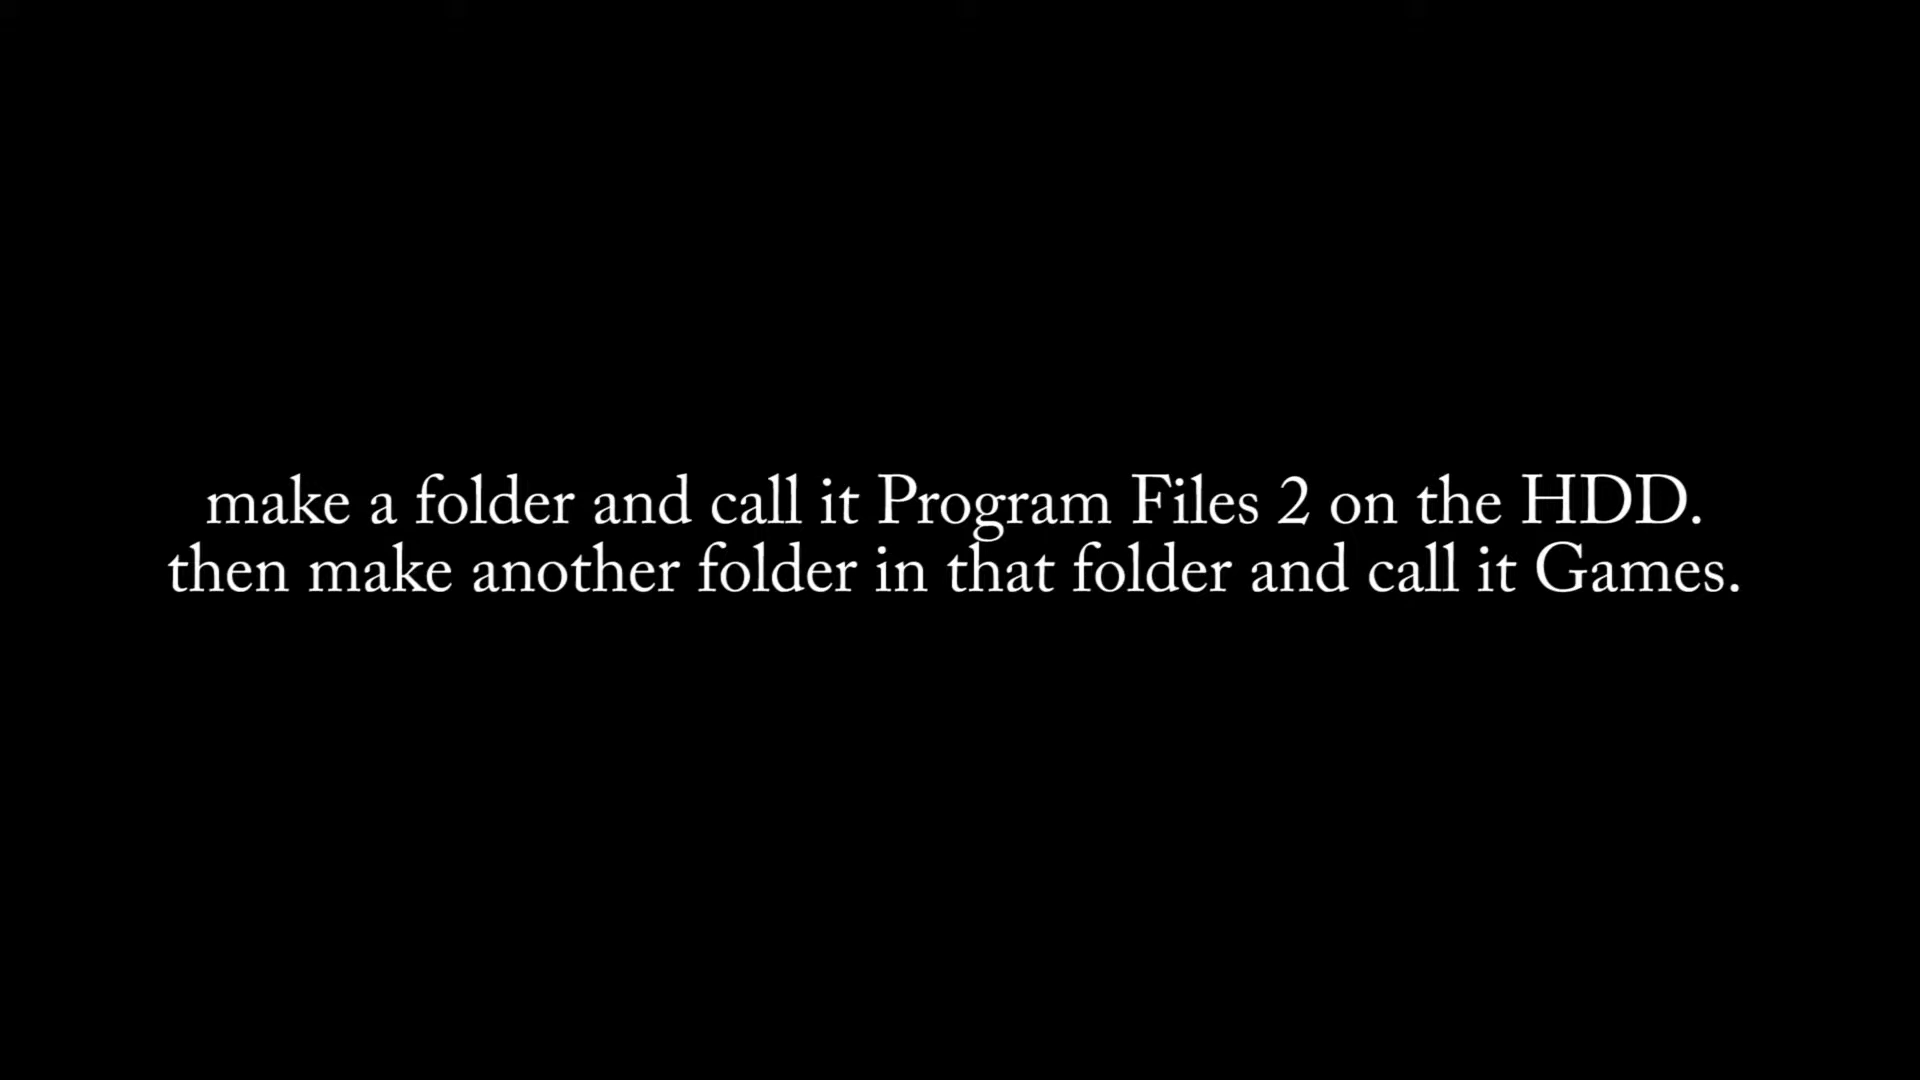 make a folder and call it Program Files 2 on the HDD.
then make another folder in that folder and call it Games.